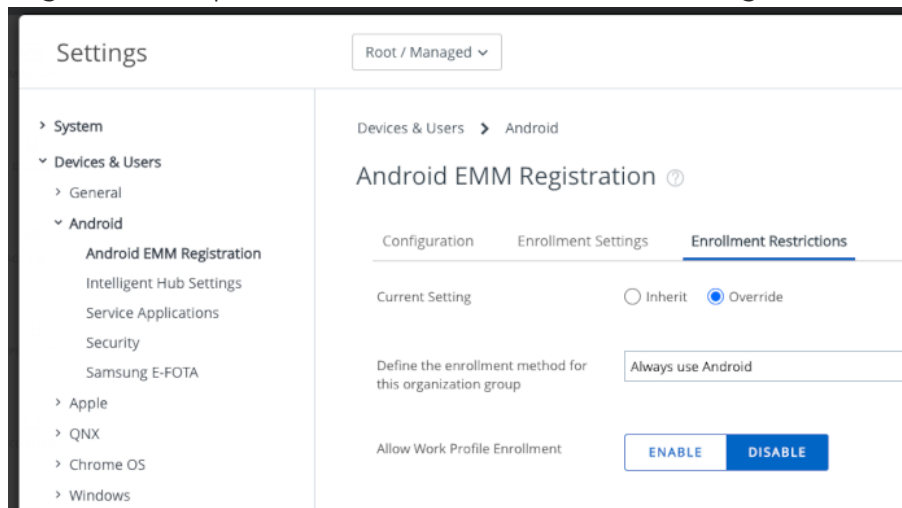 Settings
Root / Managed
System
Devices & Users
General
Android
Android EMM Registration
Intelligent Hub Settings
Service Applications
Security
Samsung E-FOTA
Apple
QNX
Chrome OS
Windows
Devices & Users > Android
Android EMM Registration
Configuration Enrollment Settings Enrollment Restrictions
Current Setting Inherit Override
Define the enrollment method for this organization group Always use Android
Allow Work Profile Enrollment ENABLE DISABLE